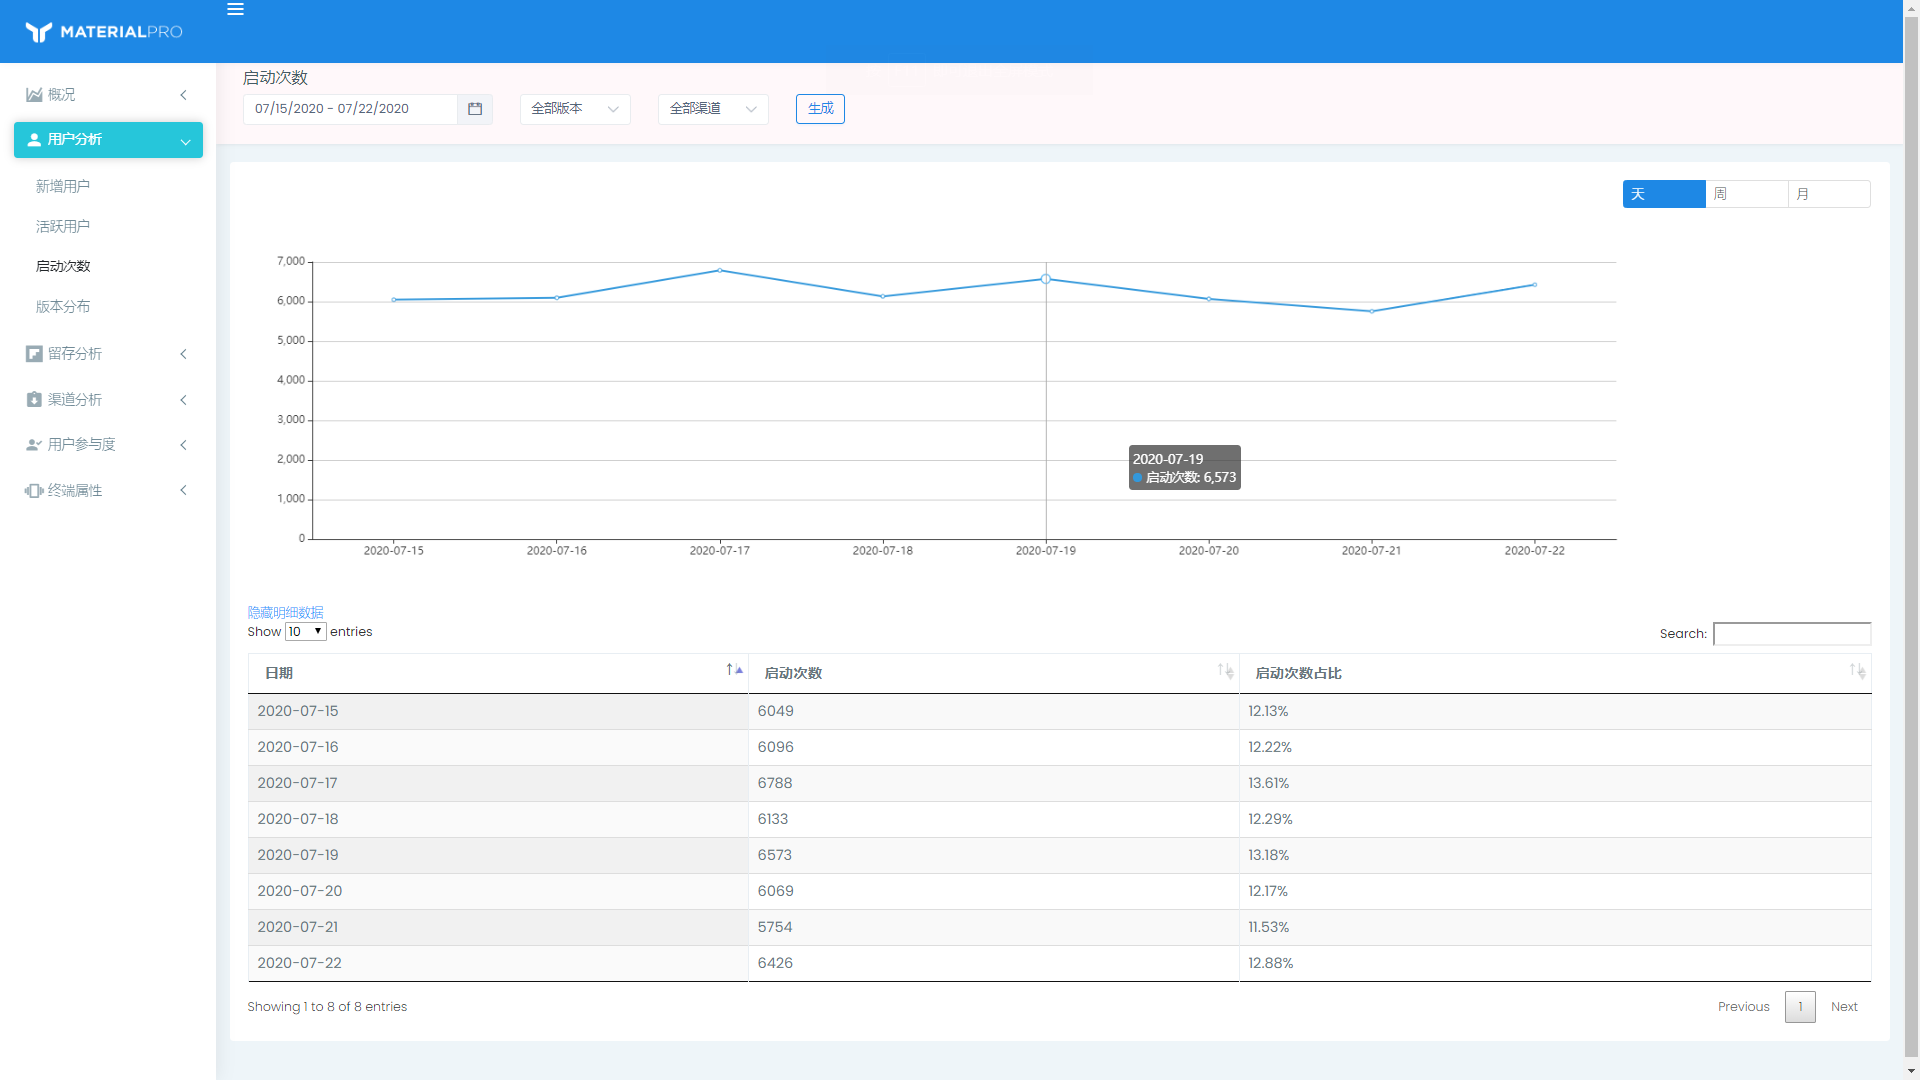 MATERIALPRO
启动次数
07/15/2020 - 07/22/2020
全部版本
全部渠道
生成
概况
用户分析
新增用户
活跃用户
启动次数
版本分布
留存分析
渠道分析
用户参与度
终端属性
天 周 月
7,000
6,000
5,000
4,000
3,000
2,000
1,000
0
2020-07-19
启动次数: 6,573
2020-07-15 2020-07-16 2020-07-17 2020-07-18 2020-07-19 2020-07-20 2020-07-21 2020-07-22
隐藏明细数据
Show 10 entries
Search:
日期 启动次数 启动次数占比
2020-07-15 6049 12.13%
2020-07-16 6096 12.22%
2020-07-17 6788 13.61%
2020-07-18 6133 12.29%
2020-07-19 6573 13.18%
2020-07-20 6069 12.17%
2020-07-21 5754 11.53%
2020-07-22 6426 12.88%
Showing 1 to 8 of 8 entries
Previous 1 Next